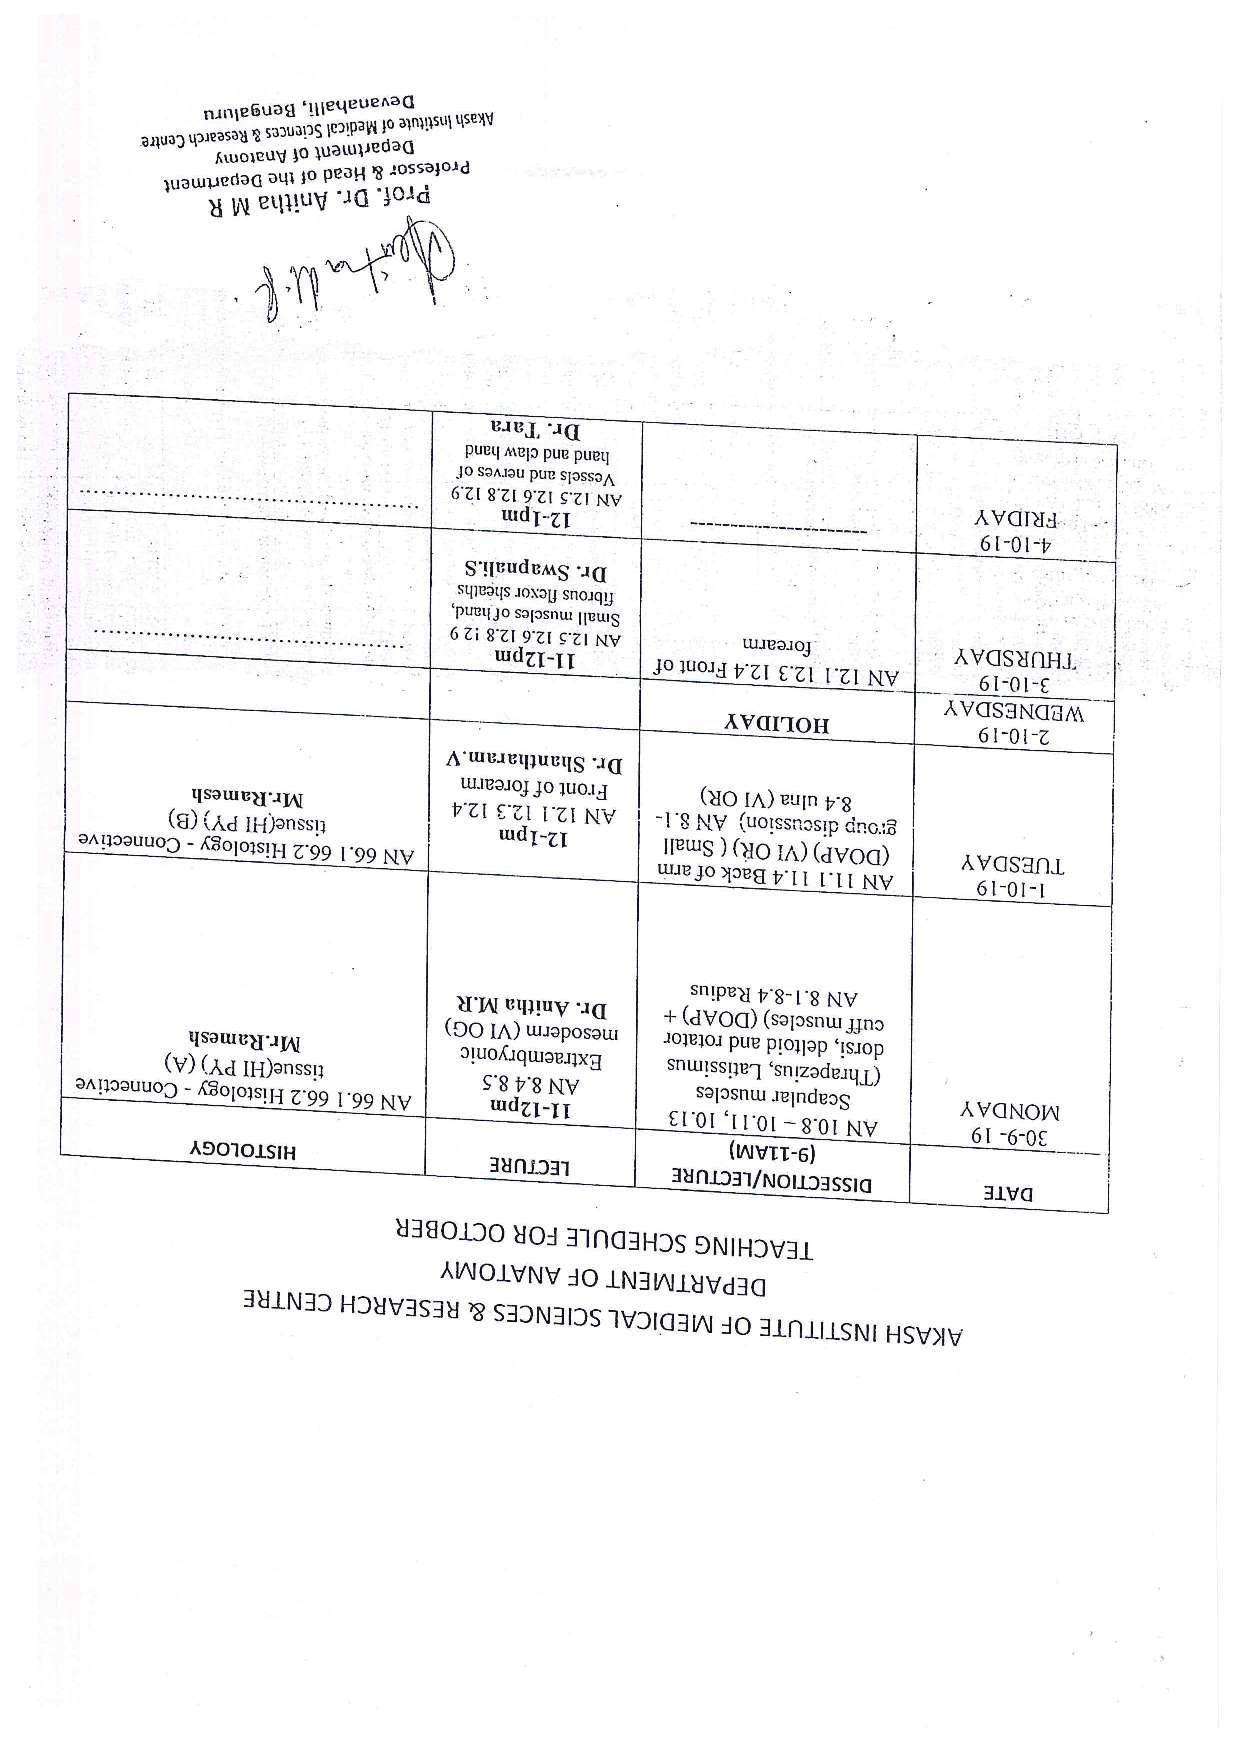 AKASH INSTITUTE OF MEDICAL SCIENCES & RESEARCH CENTRE
DEPARTMENT OF ANATOMY
TEACHING SCHEDULE FOR OCTOBER
DATE
DISSECTION/LECTURE
(9-11AM)
LECTURE
HISTOLOGY
30-9- 19
MONDAY
AN 10.8 – 10.11, 10.13
Scapular muscles
(Thrapezius, Latissimus
dorsi, deltoid and rotator
cuff muscles) (DOAP) +
AN 8.1-8.4 Radius
11-12pm
AN 8.4 8.5
Extraembryonic
mesoderm (VI OG)
Dr. Anitha M.R
AN 66.1 66.2 Histology - Connective
tissue(HI PY) (A)
Mr.Ramesh
1-10-19
TUESDAY
AN 11.1 11.4 Back of arm
(DOAP) (VI OR) ( Small
group discussion) AN 8.1-
8.4 ulna (VI OR)
12-1pm
AN 12.1 12.3 12.4
Front of forearm
Dr. Shantharam.V
AN 66.1 66.2 Histology - Connective
tissue(HI PY) (B)
Mr.Ramesh
2-10-19
WEDNESDAY
HOLIDAY
3-10-19
THURSDAY
AN 12.1 12.3 12.4 Front of
forearm
11-12pm
AN 12.5 12.6 12.8 12 9
Small muscles of hand,
fibrous flexor sheaths
Dr. Swapnali.S
................................................
4-10-19
FRIDAY
------------------------
12-1pm
AN 12.5 12.6 12.8 12.9
Vessels and nerves of
hand and claw hand
Dr. Tara
....................................................
Anitha M.R.
Prof. Dr. Anitha M R
Professor & Head of the Department
Department of Anatomy
Akash Institute of Medical Sciences & Research Centre
Devanahalli, Bengaluru